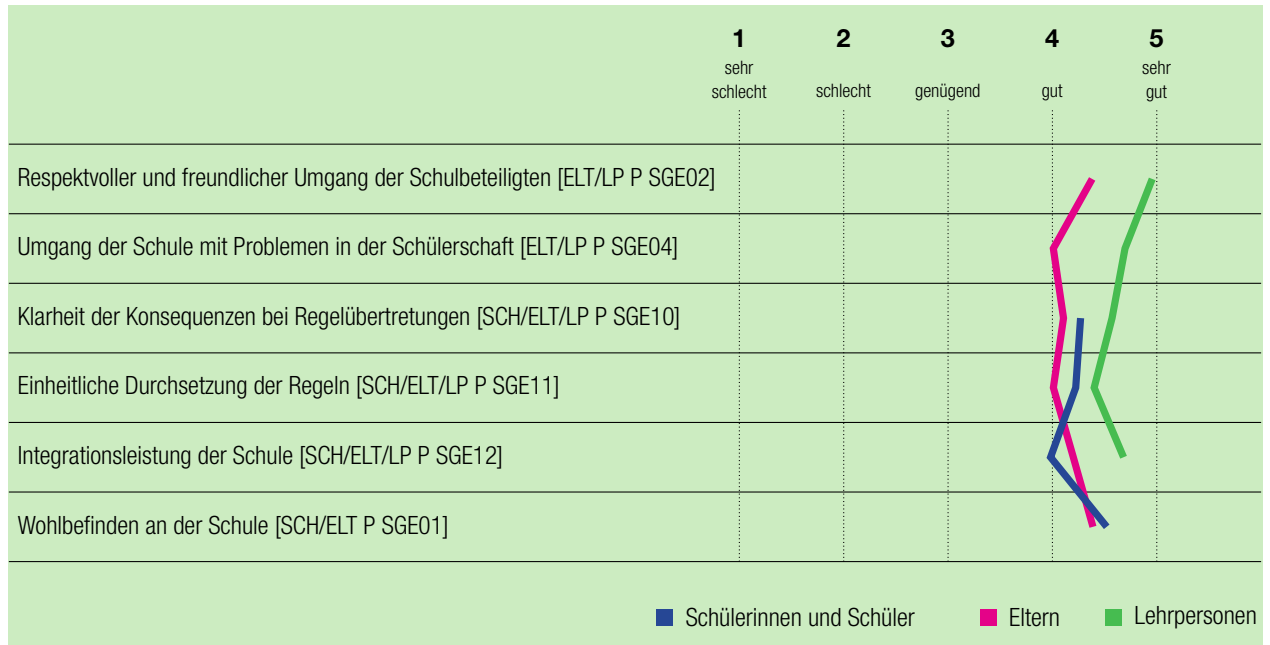 1 2 3 4 5
sehr schlecht schlecht genügend gut sehr gut
Respektvoller und freundlicher Umgang der Schulbeteiligten [ELT/LP P SGE02]
Umgang der Schule mit Problemen in der Schülerschaft [ELT/LP P SGE04]
Klarheit der Konsequenzen bei Regelübertretungen [SCH/ELT/LP P SGE10]
Einheitliche Durchsetzung der Regeln [SCH/ELT/LP P SGE11]
Integrationsleistung der Schule [SCH/ELT/LP P SGE12]
Wohlbefinden an der Schule [SCH/ELT P SGE01]
Schülerinnen und Schüler Eltern Lehrpersonen